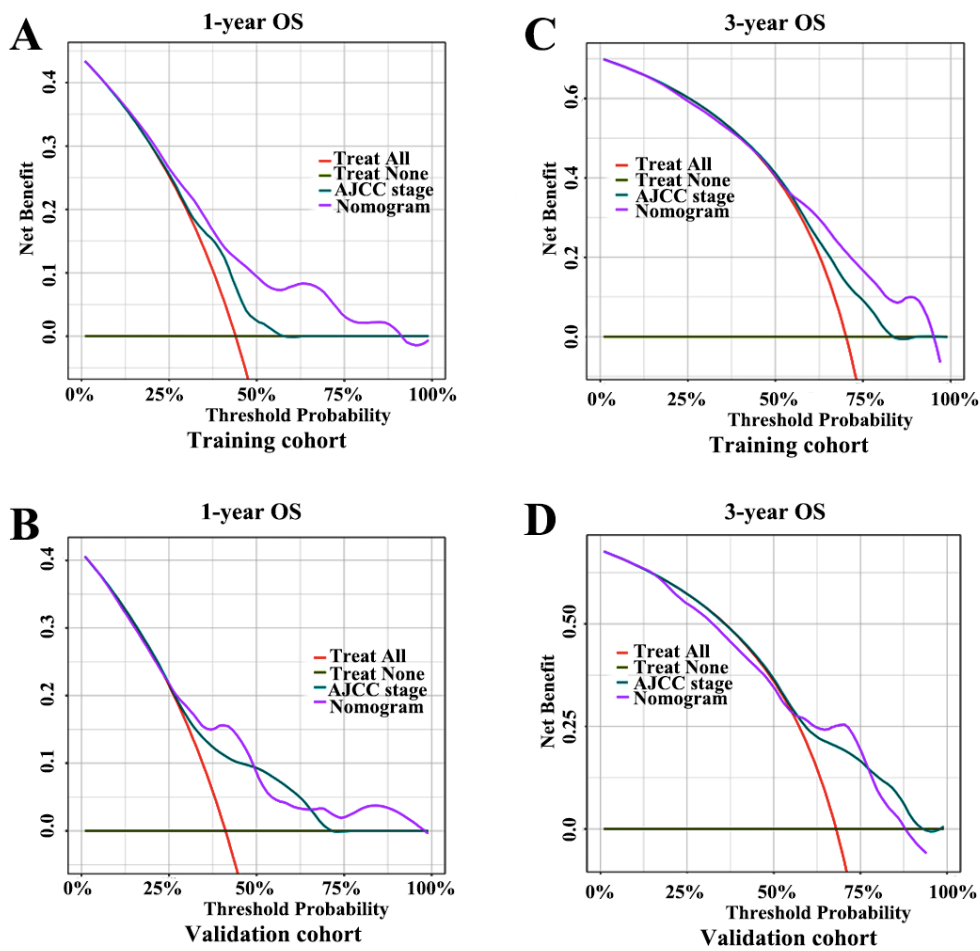 A
1-year OS
Net Benefit
0.4
0.3
0.2
0.1
0.0
Treat All
Treat None
AJCC stage
Nomogram
0% 25% 50% 75% 100%
Threshold Probability
Training cohort
C
3-year OS
Net Benefit
0.6
0.4
0.2
0.0
Treat All
Treat None
AJCC stage
Nomogram
0% 25% 50% 75% 100%
Threshold Probability
Training cohort
B
1-year OS
Net Benefit
0.4
0.3
0.2
0.1
0.0
Treat All
Treat None
AJCC stage
Nomogram
0% 25% 50% 75% 100%
Threshold Probability
Validation cohort
D
3-year OS
Net Benefit
0.50
0.25
0.0
Treat All
Treat None
AJCC stage
Nomogram
0% 25% 50% 75% 100%
Threshold Probability
Validation cohort